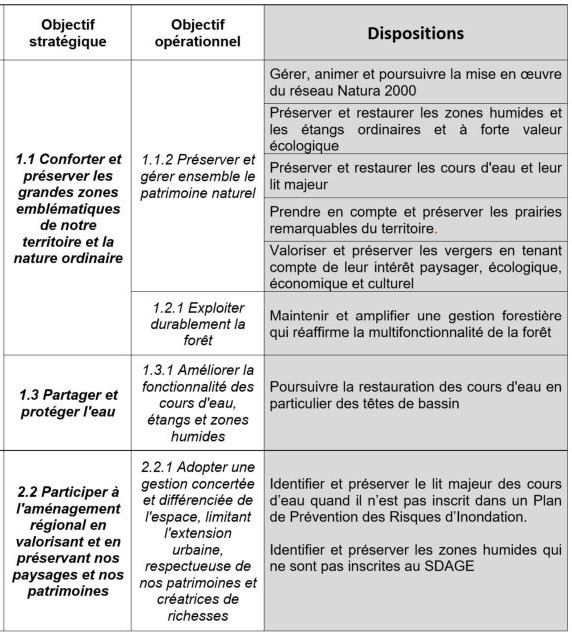 Objectif
stratégique
Objectif
opérationnel
Dispositions
1.1 Conforter et
préserver les
grandes zones
emblématiques
de notre
territoire et la
nature ordinaire
1.1.2 Préserver et
gérer ensemble le
patrimoine naturel
Gérer, animer et poursuivre la mise en œuvre
du réseau Natura 2000
Préserver et restaurer les zones humides et
les étangs ordinaires et à forte valeur
écologique
Préserver et restaurer les cours d'eau et leur
lit majeur
Prendre en compte et préserver les prairies
remarquables du territoire.
Valoriser et préserver les vergers en tenant
compte de leur intérêt paysager, écologique,
économique et culturel
1.2.1 Exploiter
durablement la
forêt
Maintenir et amplifier une gestion forestière
qui réaffirme la multifonctionnalité de la forêt
1.3 Partager et
protéger l'eau
1.3.1 Améliorer la
fonctionnalité des
cours d'eau,
étangs et zones
humides
Poursuivre la restauration des cours d'eau en
particulier des têtes de bassin
2.2 Participer à
l'aménagement
régional en
valorisant et en
préservant nos
paysages et nos
patrimoines
2.2.1 Adopter une
gestion concertée
et différenciée de
l'espace, limitant
l'extension
urbaine,
respectueuse de
nos patrimoines et
créatrices de
richesses
Identifier et préserver le lit majeur des cours
d’eau quand il n’est pas inscrit dans un Plan
de Prévention des Risques d’Inondation.
Identifier et préserver les zones humides qui
ne sont pas inscrites au SDAGE